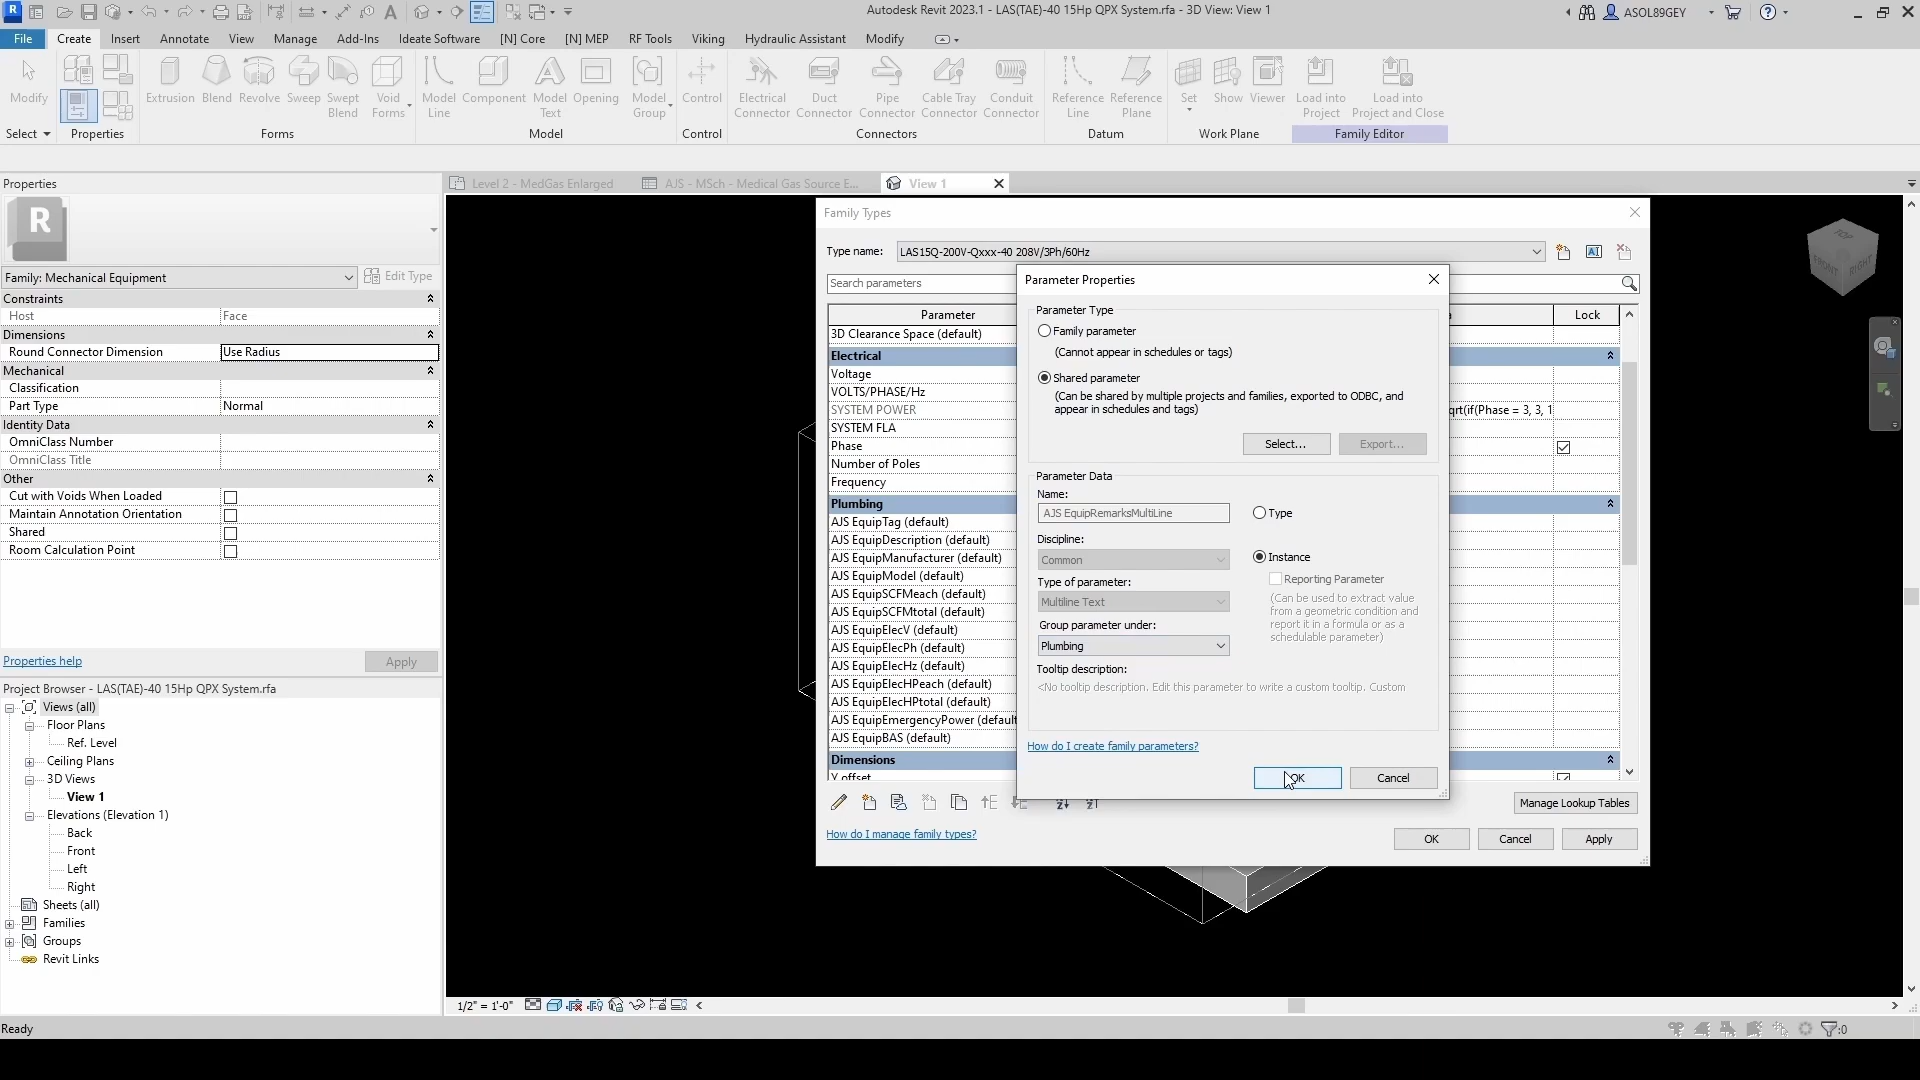 Autodesk Revit 2023.1 - LAS(TAE)-40 15Hp QPX System.rfa - 3D View: View 1
ASOL89GEY
File Create Insert Annotate View Manage Add-Ins Ideate Software [N] Core [N] MEP RF Tools Viking Hydraulic Assistant Modify
Modify Extrusion Blend Revolve Sweep Swept Blend Void Forms Model Line Component Model Text Opening Model Group Control Electrical Connector Duct Connector Pipe Connector Cable Tray Connector Conduit Connector Reference Line Reference Plane Set Show Viewer Load into Project Load into Project and Close
Select Properties Forms Model Control Connectors Datum Work Plane Family Editor
Properties
Level 2 - MedGas Enlarged AJS - MSch - Medical Gas Source E... View 1
R
Family: Mechanical Equipment Edit Type
Constraints
Host Face
Dimensions
Round Connector Dimension Use Radius
Mechanical
Classification
Part Type Normal
Identity Data
OmniClass Number
OmniClass Title
Other
Cut with Voids When Loaded
Maintain Annotation Orientation
Shared
Room Calculation Point
Properties help Apply
Project Browser - LAS(TAE)-40 15Hp QPX System.rfa
Views (all)
Floor Plans
Ref. Level
Ceiling Plans
3D Views
View 1
Elevations (Elevation 1)
Back
Front
Left
Right
Sheets (all)
Families
Groups
Revit Links
Family Types
Type name: LAS15Q-200V-Qxxx-40 208V/3Ph/60Hz
Search parameters
Parameter Lock
3D Clearance Space (default)
Electrical
Voltage
VOLTS/PHASE/Hz
SYSTEM POWER qrt(if(Phase = 3, 3, 1
SYSTEM FLA
Phase
Number of Poles
Frequency
Plumbing
AJS EquipTag (default)
AJS EquipDescription (default)
AJS EquipManufacturer (default)
AJS EquipModel (default)
AJS EquipSCFMeach (default)
AJS EquipSCFMtotal (default)
AJS EquipElecV (default)
AJS EquipElecPh (default)
AJS EquipElecHz (default)
AJS EquipElecHPeach (default)
AJS EquipElecHPtotal (default)
AJS EquipEmergencyPower (default
AJS EquipBAS (default)
Dimensions
Y offset
Manage Lookup Tables
How do I manage family types?
OK Cancel Apply
Parameter Properties
Parameter Type
Family parameter
(Cannot appear in schedules or tags)
Shared parameter
(Can be shared by multiple projects and families, exported to ODBC, and
appear in schedules and tags)
Select... Export...
Parameter Data
Name:
AJS EquipRemarksMultiLine
Type
Discipline:
Common
Instance
Type of parameter:
Reporting Parameter
Multiline Text
(Can be used to extract value
from a geometric condition and
report it in a formula or as a
schedulable parameter)
Group parameter under:
Plumbing
Tooltip description:
<No tooltip description. Edit this parameter to write a custom tooltip. Custom
How do I create family parameters?
OK Cancel
TOP
FRONT RIGHT
1/2" = 1'-0"
Ready
:0